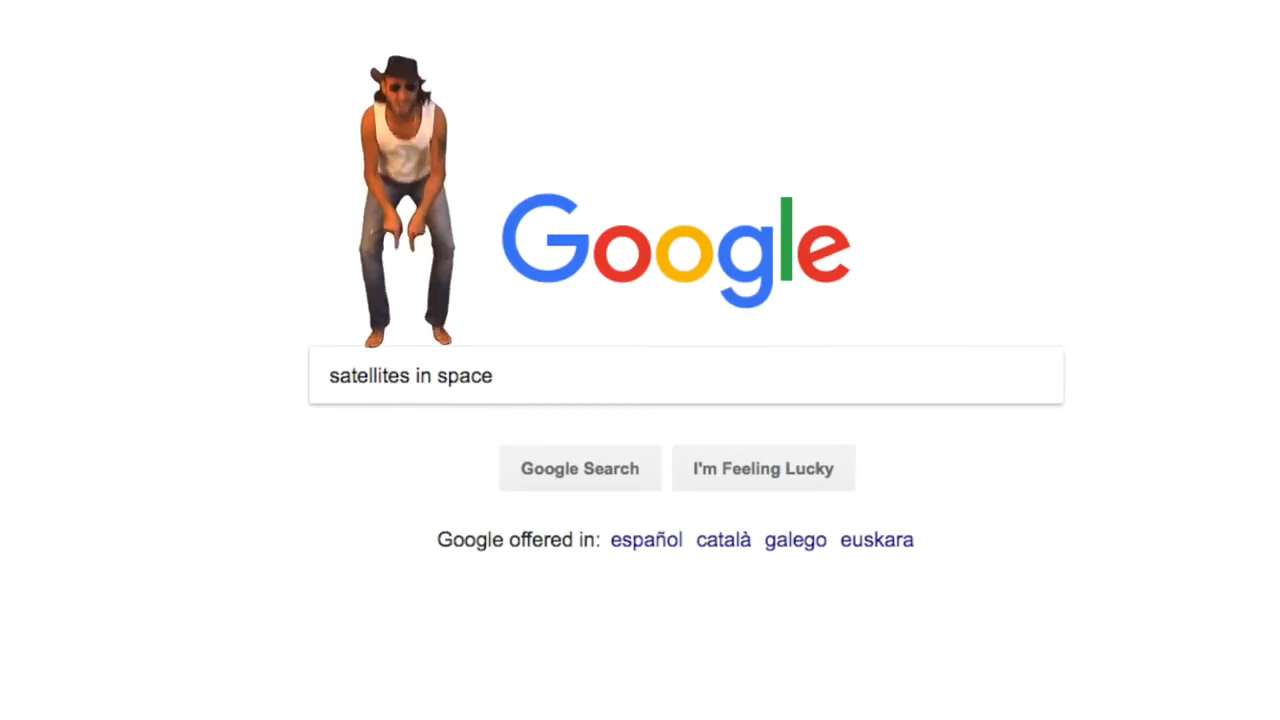 Google
satellites in space
Google Search I'm Feeling Lucky
Google offered in: español català galego euskara